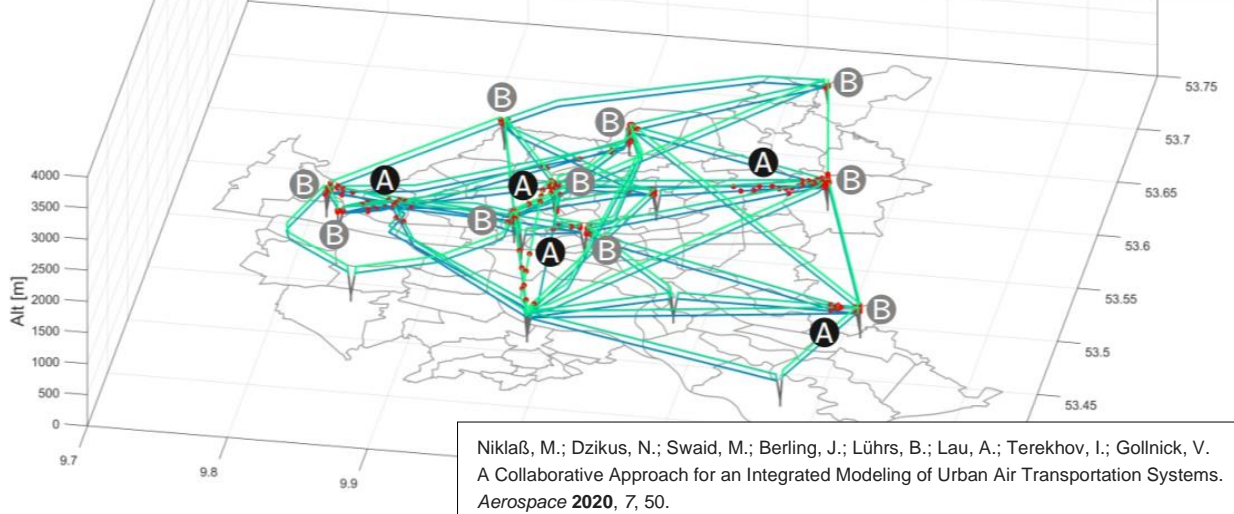 B
53.75
B
B
53.7
A
B
A
A
B
B
53.65
4000
B
3500
B
A
B
53.6
3000
2500
53.55
2000
B
Alt [m]
1500
A
53.5
1000
500
53.45
0
9.7
9.8
9.9
Niklaß, M.; Dzikus, N.; Swaid, M.; Berling, J.; Lührs, B.; Lau, A.; Terekhov, I.; Gollnick, V.
A Collaborative Approach for an Integrated Modeling of Urban Air Transportation Systems.
Aerospace 2020, 7, 50.